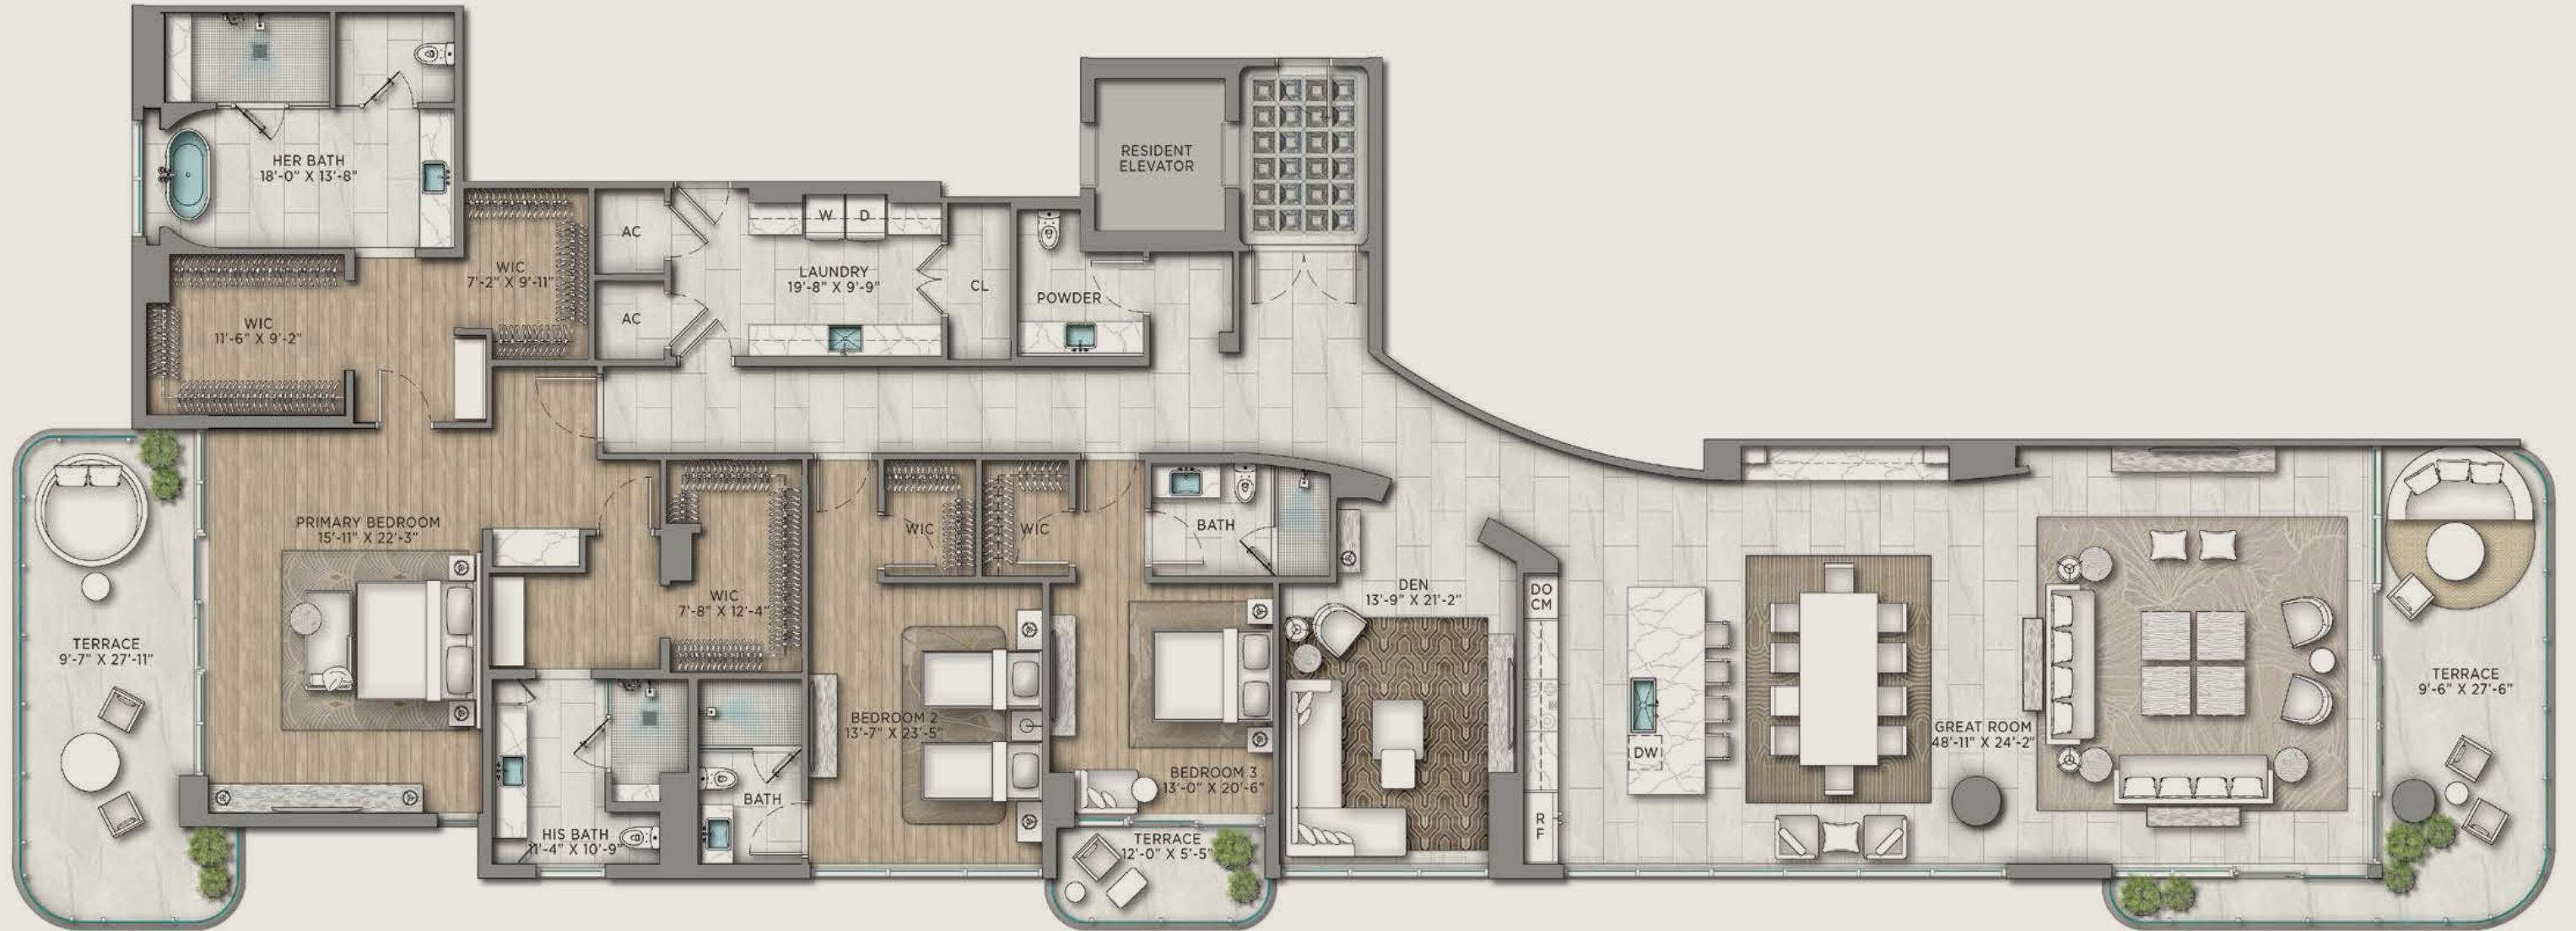 HER BATH
18'-0" X 13'-8"
RESIDENT
ELEVATOR
AC
W
D
WIC
7'-2" X 9'-11"
LAUNDRY
19'-8" X 9'-9"
CL
POWDER
WIC
11'-6" X 9'-2"
AC
PRIMARY BEDROOM
15'-11" X 22'-3"
WIC
WIC
BATH
TERRACE
9'-7" X 27'-11"
WIC
7'-8" X 12'-4"
DEN
13'-9" X 21'-2"
DO
CM
TERRACE
9'-6" X 27'-6"
BEDROOM 2
13'-7" X 23'-5"
GREAT ROOM
48'-11" X 24'-2"
DW
BEDROOM 3
13'-0" X 20'-6"
BATH
R
F
HIS BATH
11'-4" X 10'-9"
TERRACE
12'-0" X 5'-5"